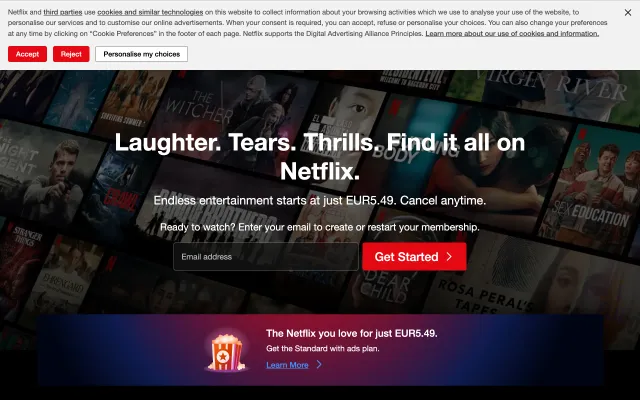 Netflix and third parties use cookies and similar technologies on this website to collect information about your browsing activities which we use to analyse your use of the website, to
personalise our services and to customise our online advertisements. When your consent is required, you can accept, refuse or personalise your choices. You can also change your preferences
at any time by clicking on “Cookie Preferences” in the footer of each page. Netflix supports the Digital Advertising Alliance Principles. Learn more about our use of cookies and information.
Accept
Reject
Personalise my choices
VIRGIN RIVER
THE WITCHER
Laughter. Tears. Thrills. Find it all on
Netflix.
Endless entertainment starts at just EUR5.49. Cancel anytime.
Ready to watch? Enter your email to create or restart your membership.
Email address
Get Started
SEX EDUCATION
DEAR
CHILD
ROSA PERAL'S
TAPES
STRANGER
THINGS
The Netflix you love for just EUR5.49.
Get the Standard with ads plan.
Learn More